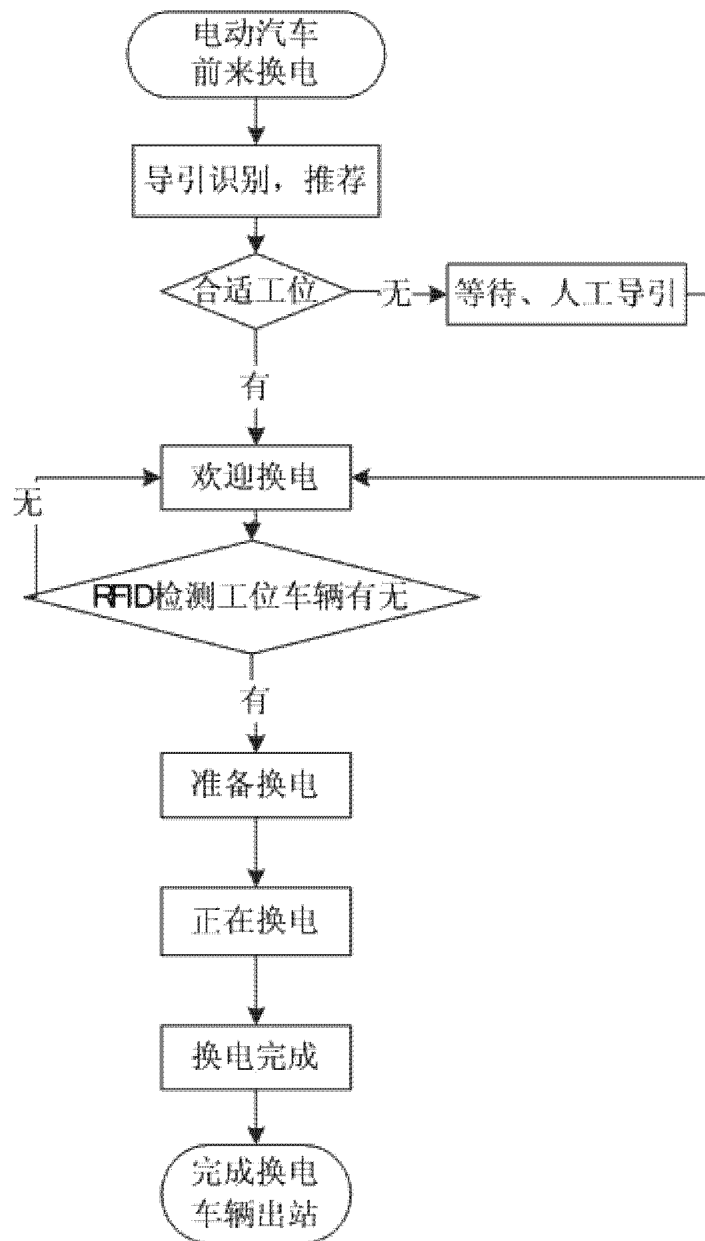 电动汽车
前来换电
导引识别，推荐
合适工位
无
等待、人工导引
有
欢迎换电
无
RFID检测工位车辆有无
有
准备换电
正在换电
换电完成
完成换电
车辆出站